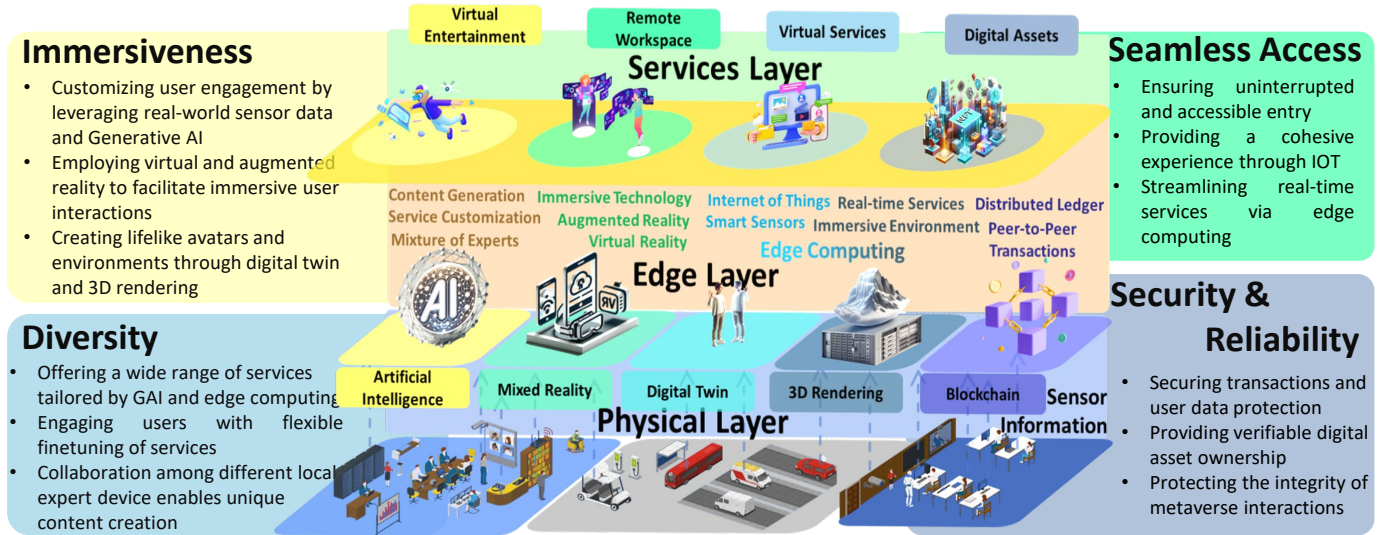 Immersiveness
• Customizing user engagement by
leveraging real-world sensor data
and Generative AI
• Employing virtual and augmented
reality to facilitate immersive user
interactions
• Creating lifelike avatars and
environments through digital twin
and 3D rendering
Diversity
• Offering a wide range of services
tailored by GAI and edge computing
• Engaging users with flexible
finetuning of services
• Collaboration among different local
expert device enables unique
content creation
Virtual
Entertainment
Remote
Workspace
Virtual Services
Digital Assets
Services Layer
NFT
Content Generation
Service Customization
Mixture of Experts
Immersive Technology
Augmented Reality
Virtual Reality
Internet of Things
Smart Sensors
Real-time Services
Immersive Environment
Edge Computing
Distributed Ledger
Peer-to-Peer
Transactions
Edge Layer
AI
Artificial
Intelligence
Mixed Reality
Digital Twin
3D Rendering
Blockchain
Sensor
Information
Physical Layer
Seamless Access
• Ensuring uninterrupted
and accessible entry
• Providing a cohesive
experience through IOT
• Streamlining real-time
services via edge
computing
Security &
Reliability
• Securing transactions and
user data protection
• Providing verifiable digital
asset ownership
• Protecting the integrity of
metaverse interactions